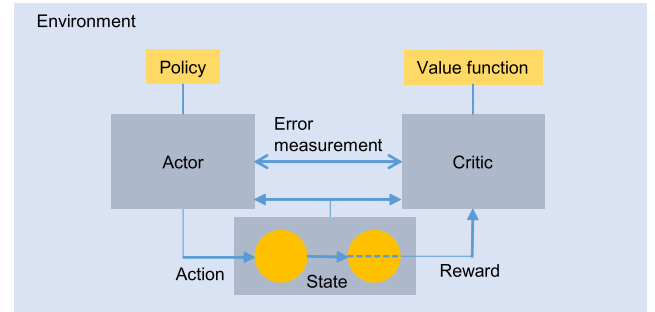 Environment
Policy
Value function
Error
measurement
Actor
Critic
Action
State
Reward